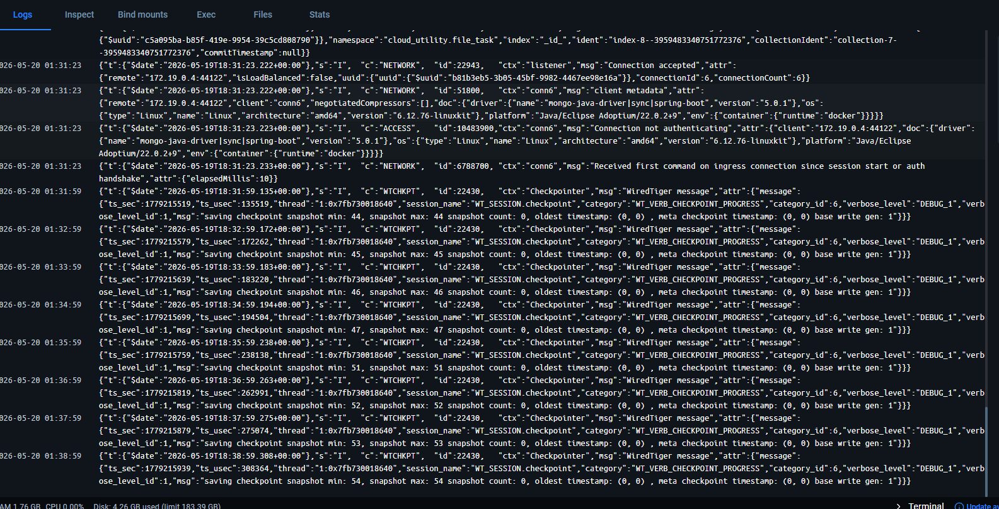 Logs Inspect Bind mounts Exec Files Stats
{"$uuid":"c5a095ba-b85f-419e-9954-39c5cd808790"}},"namespace":"cloud_utility.file_task","index":"_id_","ident":"index-8--3959483340751772376","collectionIdent":"collection-7-
-3959483340751772376","commitTimestamp":null}}
026-05-20 01:31:23 {"t":{"$date":"2026-05-19T18:31:23.222+00:00"},"s":"I", "c":"NETWORK", "id":22943, "ctx":"listener","msg":"Connection accepted","attr":
{"remote":"172.19.0.4:44122","isLoadBalanced":false,"uuid":{"uuid":{"$uuid":"b81b3eb5-3b05-45bf-9982-4467ee98e16a"}},"connectionId":6,"connectionCount":6}}
026-05-20 01:31:23 {"t":{"$date":"2026-05-19T18:31:23.222+00:00"},"s":"I", "c":"NETWORK", "id":51800, "ctx":"conn6","msg":"client metadata","attr":
{"remote":"172.19.0.4:44122","client":"conn6","negotiatedCompressors":[],"doc":{"driver":{"name":"mongo-java-driver|sync|spring-boot","version":"5.0.1"},"os":
{"type":"Linux","name":"Linux","architecture":"amd64","version":"6.12.76-linuxkit"},"platform":"Java/Eclipse Adoptium/22.0.2+9","env":{"container":{"runtime":"docker"}}}}}
026-05-20 01:31:23 {"t":{"$date":"2026-05-19T18:31:23.222+00:00"},"s":"I", "c":"ACCESS", "id":10483900,"ctx":"conn6","msg":"Connection not authenticating","attr":{"client":"172.19.0.4:44122","doc":{"driver":
{"name":"mongo-java-driver|sync|spring-boot","version":"5.0.1"},"os":{"type":"Linux","name":"Linux","architecture":"amd64","version":"6.12.76-linuxkit"},"platform":"Java/Eclipse
Adoptium/22.0.2+9","env":{"container":{"runtime":"docker"}}}}}
026-05-20 01:31:23 {"t":{"$date":"2026-05-19T18:31:23.233+00:00"},"s":"I", "c":"NETWORK", "id":6788700, "ctx":"conn6","msg":"Received first command on ingress connection since session start or auth
handshake","attr":{"elapsedMillis":10}}
026-05-20 01:31:59 {"t":{"$date":"2026-05-19T18:31:59.135+00:00"},"s":"I", "c":"WTCHKPT", "id":22430, "ctx":"Checkpointer","msg":"WiredTiger message","attr":{"message":
{"ts_sec":1779215519,"ts_usec":135519,"thread":"1:0x7fb730018640","session_name":"WT_SESSION.checkpoint","category":"WT_VERB_CHECKPOINT_PROGRESS","category_id":6,"verbose_level":"DEBUG_1","verb
ose_level_id":1,"msg":"saving checkpoint snapshot min: 44, snapshot max: 44 snapshot count: 0, oldest timestamp: (0, 0) , meta checkpoint timestamp: (0, 0) base write gen: 1"}}}
026-05-20 01:32:59 {"t":{"$date":"2026-05-19T18:32:59.172+00:00"},"s":"I", "c":"WTCHKPT", "id":22430, "ctx":"Checkpointer","msg":"WiredTiger message","attr":{"message":
{"ts_sec":1779215579,"ts_usec":172262,"thread":"1:0x7fb730018640","session_name":"WT_SESSION.checkpoint","category":"WT_VERB_CHECKPOINT_PROGRESS","category_id":6,"verbose_level":"DEBUG_1","verb
ose_level_id":1,"msg":"saving checkpoint snapshot min: 45, snapshot max: 45 snapshot count: 0, oldest timestamp: (0, 0) , meta checkpoint timestamp: (0, 0) base write gen: 1"}}}
026-05-20 01:33:59 {"t":{"$date":"2026-05-19T18:33:59.183+00:00"},"s":"I", "c":"WTCHKPT", "id":22430, "ctx":"Checkpointer","msg":"WiredTiger message","attr":{"message":
{"ts_sec":1779215639,"ts_usec":183220,"thread":"1:0x7fb730018640","session_name":"WT_SESSION.checkpoint","category":"WT_VERB_CHECKPOINT_PROGRESS","category_id":6,"verbose_level":"DEBUG_1","verb
ose_level_id":1,"msg":"saving checkpoint snapshot min: 46, snapshot max: 46 snapshot count: 0, oldest timestamp: (0, 0) , meta checkpoint timestamp: (0, 0) base write gen: 1"}}}
026-05-20 01:34:59 {"t":{"$date":"2026-05-19T18:34:59.194+00:00"},"s":"I", "c":"WTCHKPT", "id":22430, "ctx":"Checkpointer","msg":"WiredTiger message","attr":{"message":
{"ts_sec":1779215699,"ts_usec":194504,"thread":"1:0x7fb730018640","session_name":"WT_SESSION.checkpoint","category":"WT_VERB_CHECKPOINT_PROGRESS","category_id":6,"verbose_level":"DEBUG_1","verb
ose_level_id":1,"msg":"saving checkpoint snapshot min: 47, snapshot max: 47 snapshot count: 0, oldest timestamp: (0, 0) , meta checkpoint timestamp: (0, 0) base write gen: 1"}}}
026-05-20 01:35:59 {"t":{"$date":"2026-05-19T18:35:59.238+00:00"},"s":"I", "c":"WTCHKPT", "id":22430, "ctx":"Checkpointer","msg":"WiredTiger message","attr":{"message":
{"ts_sec":1779215759,"ts_usec":238138,"thread":"1:0x7fb730018640","session_name":"WT_SESSION.checkpoint","category":"WT_VERB_CHECKPOINT_PROGRESS","category_id":6,"verbose_level":"DEBUG_1","verb
ose_level_id":1,"msg":"saving checkpoint snapshot min: 51, snapshot max: 51 snapshot count: 0, oldest timestamp: (0, 0) , meta checkpoint timestamp: (0, 0) base write gen: 1"}}}
026-05-20 01:36:59 {"t":{"$date":"2026-05-19T18:36:59.263+00:00"},"s":"I", "c":"WTCHKPT", "id":22430, "ctx":"Checkpointer","msg":"WiredTiger message","attr":{"message":
{"ts_sec":1779215819,"ts_usec":262991,"thread":"1:0x7fb730018640","session_name":"WT_SESSION.checkpoint","category":"WT_VERB_CHECKPOINT_PROGRESS","category_id":6,"verbose_level":"DEBUG_1","verb
ose_level_id":1,"msg":"saving checkpoint snapshot min: 52, snapshot max: 52 snapshot count: 0, oldest timestamp: (0, 0) , meta checkpoint timestamp: (0, 0) base write gen: 1"}}}
026-05-20 01:37:59 {"t":{"$date":"2026-05-19T18:37:59.275+00:00"},"s":"I", "c":"WTCHKPT", "id":22430, "ctx":"Checkpointer","msg":"WiredTiger message","attr":{"message":
{"ts_sec":1779215879,"ts_usec":275074,"thread":"1:0x7fb730018640","session_name":"WT_SESSION.checkpoint","category":"WT_VERB_CHECKPOINT_PROGRESS","category_id":6,"verbose_level":"DEBUG_1","verb
ose_level_id":1,"msg":"saving checkpoint snapshot min: 53, snapshot max: 53 snapshot count: 0, oldest timestamp: (0, 0) , meta checkpoint timestamp: (0, 0) base write gen: 1"}}}
026-05-20 01:38:59 {"t":{"$date":"2026-05-19T18:38:59.308+00:00"},"s":"I", "c":"WTCHKPT", "id":22430, "ctx":"Checkpointer","msg":"WiredTiger message","attr":{"message":
{"ts_sec":1779215939,"ts_usec":308364,"thread":"1:0x7fb730018640","session_name":"WT_SESSION.checkpoint","category":"WT_VERB_CHECKPOINT_PROGRESS","category_id":6,"verbose_level":"DEBUG_1","verb
ose_level_id":1,"msg":"saving checkpoint snapshot min: 54, snapshot max: 54 snapshot count: 0, oldest timestamp: (0, 0) , meta checkpoint timestamp: (0, 0) base write gen: 1"}}}
AM 1.76 GB CPU 0.00% Disk: 4.26 GB used (limit 183.39 GB) Terminal Update av